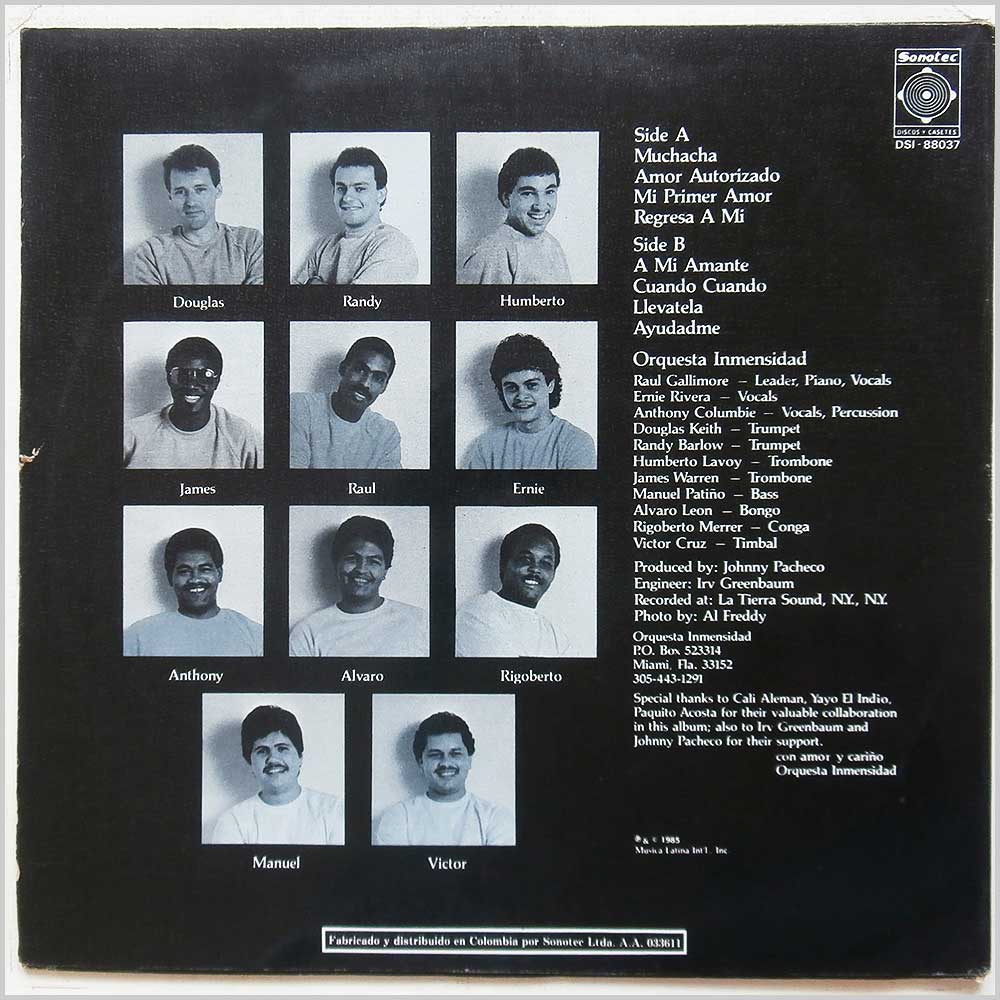 Sonotec
DISCOS Y CASETES
DSI - 88037
Douglas
Randy
Humberto
James
Raul
Ernie
Anthony
Alvaro
Rigoberto
Manuel
Victor
Side A
Muchacha
Amor Autorizado
Mi Primer Amor
Regresa A Mi
Side B
A Mi Amante
Cuando Cuando
Llevatela
Ayudadme
Orquesta Inmensidad
Raul Gallimore – Leader, Piano, Vocals
Ernie Rivera – Vocals
Anthony Columbie – Vocals, Percussion
Douglas Keith – Trumpet
Randy Barlow – Trumpet
Humberto Lavoy – Trombone
James Warren – Trombone
Manuel Patiño – Bass
Alvaro Leon – Bongo
Rigoberto Merrer – Conga
Victor Cruz – Timbal
Produced by: Johnny Pacheco
Engineer: Irv Greenbaum
Recorded at: La Tierra Sound, N.Y., N.Y.
Photo by: Al Freddy
Orquesta Inmensidad
P.O. Box 523314
Miami, Fla. 33152
305-443-1291
Special thanks to Cali Aleman, Yayo El Indio,
Paquito Acosta for their valuable collaboration
in this album; also to Irv Greenbaum and
Johnny Pacheco for their support.
con amor y cariño
Orquesta Inmensidad
℗ & © 1985
Musica Latina Int'l., Inc.
Fabricado y distribuido en Colombia por Sonotec Ltda. A.A. 033611